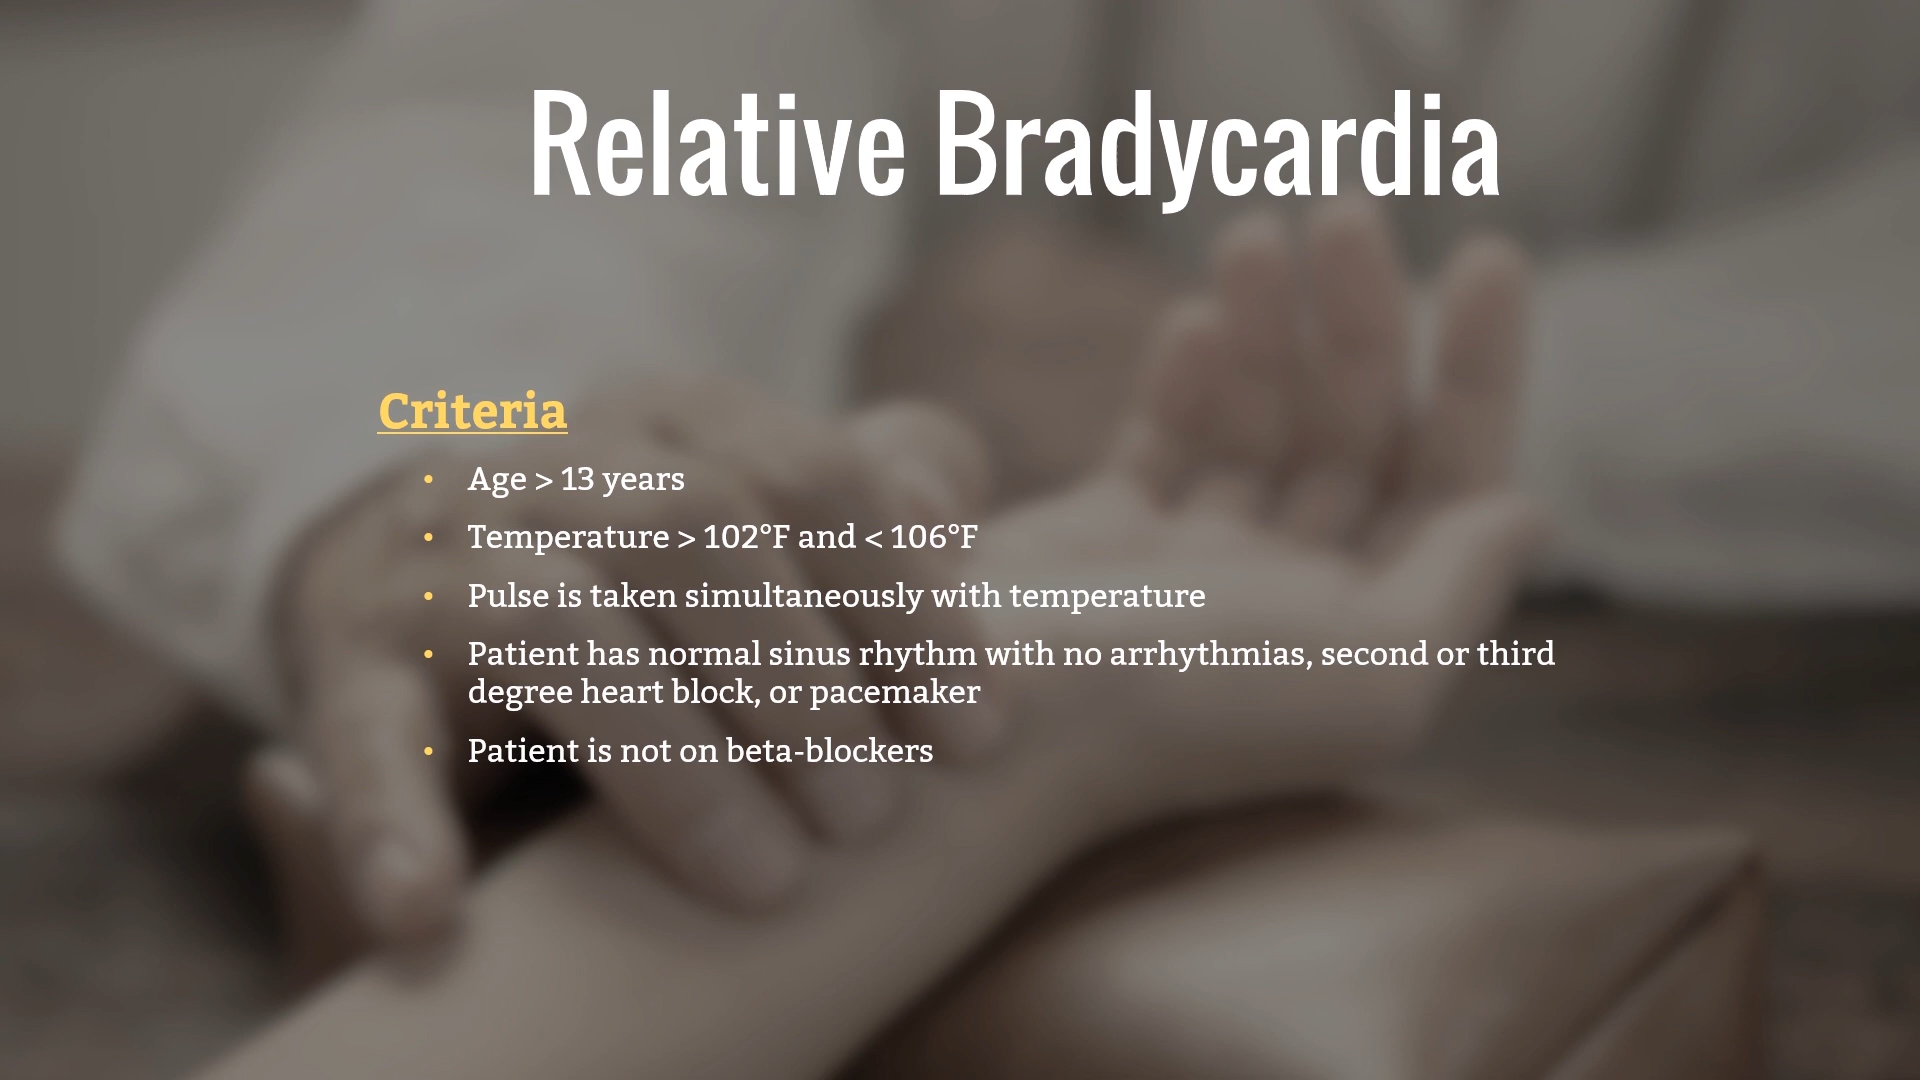 Relative Bradycardia
Criteria
• Age > 13 years
• Temperature > 102°F and < 106°F
• Pulse is taken simultaneously with temperature
• Patient has normal sinus rhythm with no arrhythmias, second or third
degree heart block, or pacemaker
• Patient is not on beta-blockers